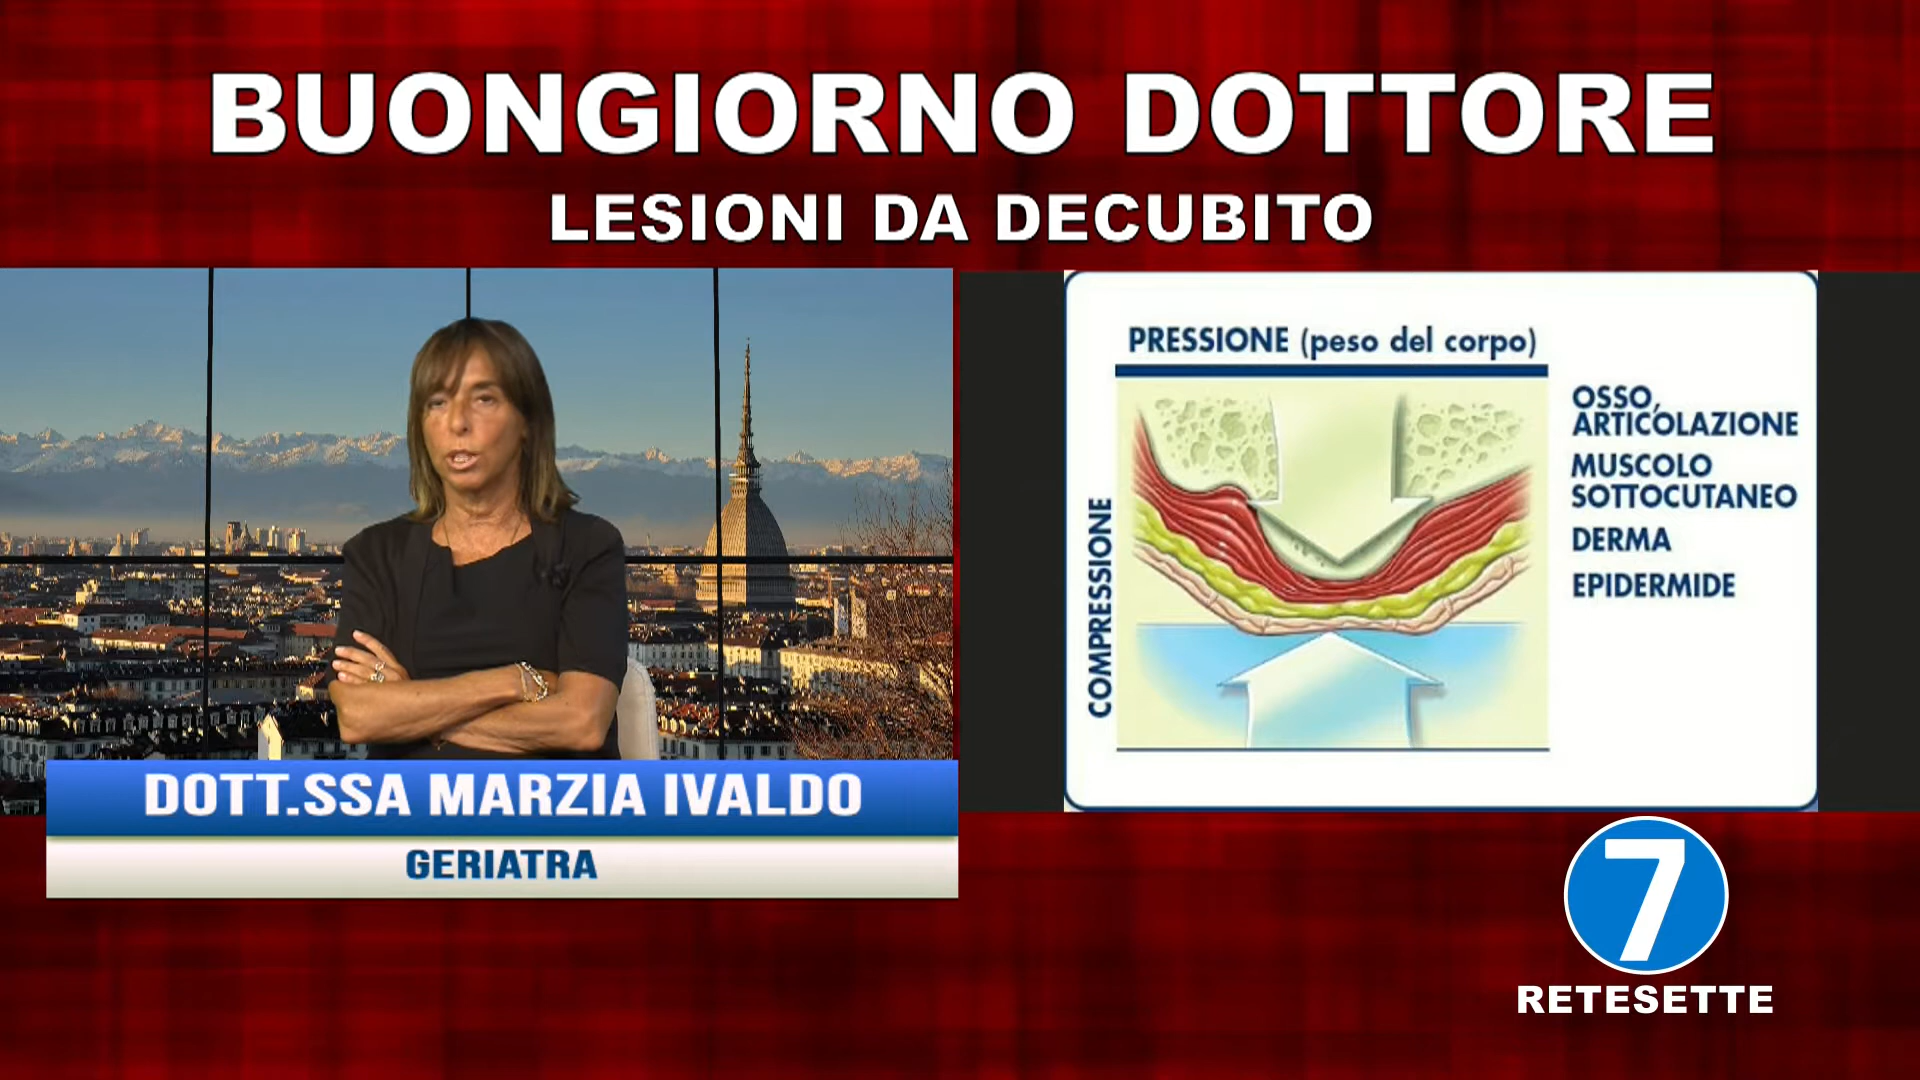 BUONGIORNO DOTTORE
LESIONI DA DECUBITO
DOTT.SSA MARZIA IVALDO
GERIATRA
PRESSIONE (peso del corpo)
COMPRESSIONE
OSSO,
ARTICOLAZIONE
MUSCOLO
SOTTOCUTANEO
DERMA
EPIDERMIDE
7
RETESETTE